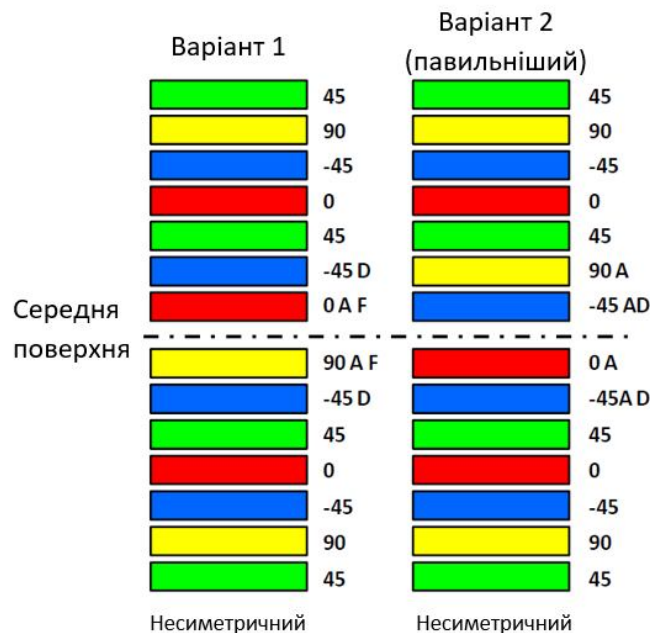 Варіант 1
45
90
-45
0
45
-45 D
0 A F
90 A F
-45 D
45
0
-45
90
45
Несиметричний
Середня
поверхня
Варіант 2
(павильніший)
45
90
-45
0
45
90 A
-45 AD
0 A
-45A D
45
0
-45
90
45
Несиметричний